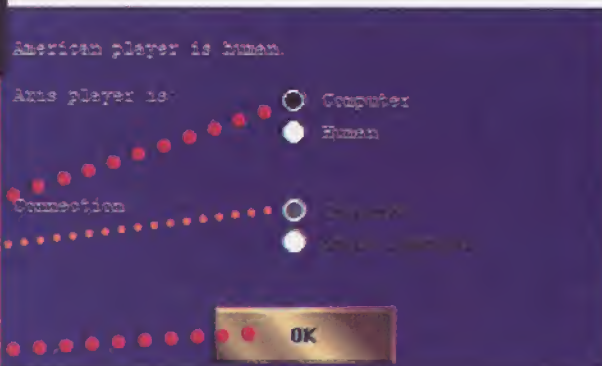 American player is human.
Axis player is:
Computer
Human
Connection
OK